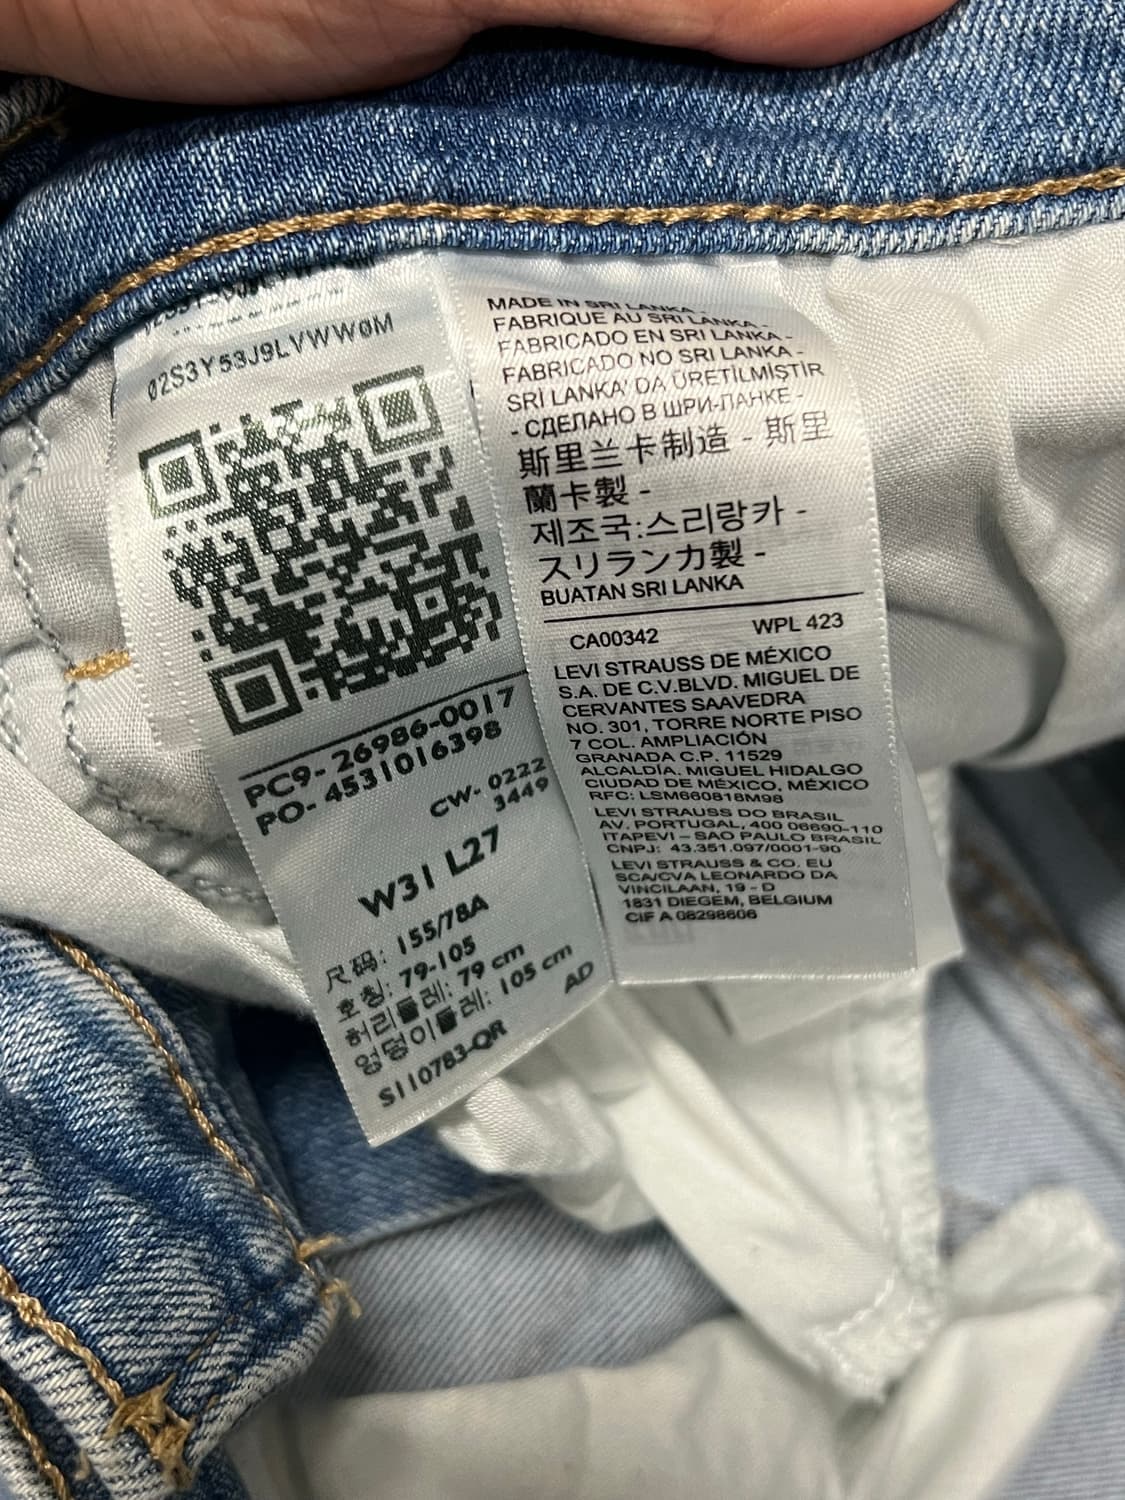 02S3Y53J9LVWW0M
PC9- 26986-0017
PO- 4531016398
CW- 0222
3449
W31 L27
尺码: 155/78A
호칭: 79-105
허리둘레: 79 cm
엉덩이둘레: 105 cm
AD
S110783-QR
MADE IN SRI LANKA -
FABRIQUE AU SRI LANKA -
FABRICADO EN SRI LANKA -
FABRICADO NO SRI LANKA -
SRİ LANKA' DA ÜRETİLMİŞTİR
- СДЕЛАНО В ШРИ-ЛАНКЕ -
斯里兰卡制造 - 斯里
蘭卡製 -
제조국:스리랑카 -
スリランカ製 -
BUATAN SRI LANKA
CA00342 WPL 423
LEVI STRAUSS DE MÉXICO
S.A. DE C.V.BLVD. MIGUEL DE
CERVANTES SAAVEDRA
NO. 301, TORRE NORTE PISO
7 COL. AMPLIACIÓN
GRANADA C.P. 11529
ALCALDÍA. MIGUEL HIDALGO
CIUDAD DE MÉXICO, MÉXICO
RFC: LSM660818M98
LEVI STRAUSS DO BRASIL
AV. PORTUGAL, 400 06690-110
ITAPEVI – SAO PAULO BRASIL
CNPJ: 43.351.097/0001-90
LEVI STRAUSS & CO. EU
SCA/CVA LEONARDO DA
VINCILAAN, 19 - D
1831 DIEGEM, BELGIUM
CIF A 08298606